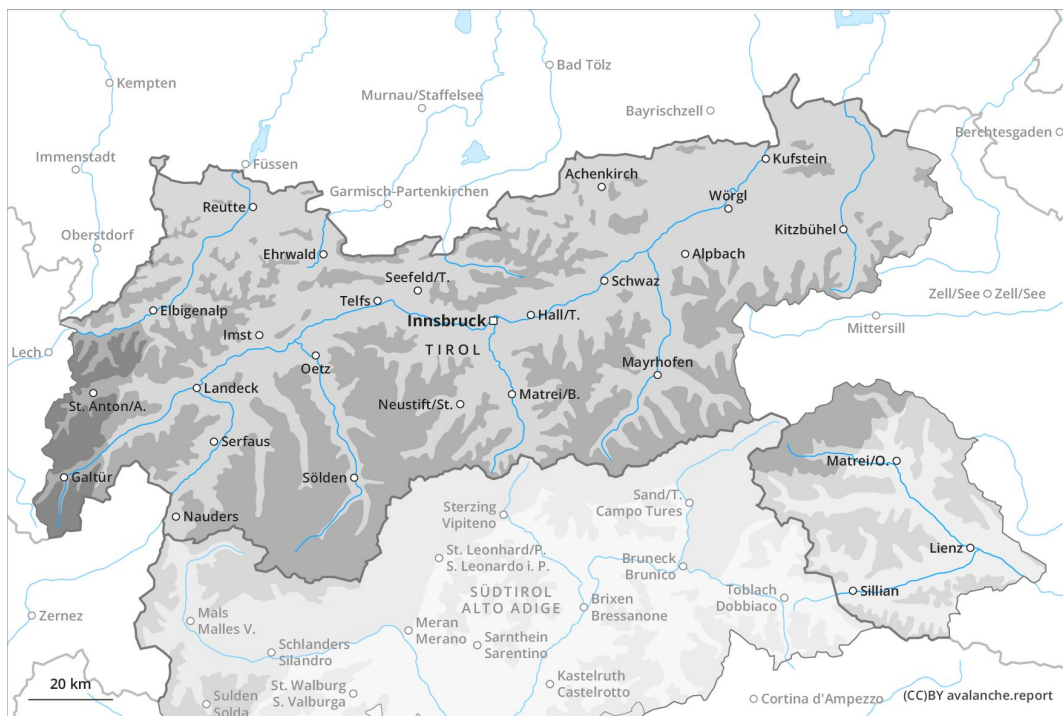 Kempten
Bad Tölz
Murnau/Staffelsee
Bayrischzell
Berchtesgaden
Immenstadt
Füssen
Kufstein
Achenkirch
Garmisch-Partenkirchen
Reutte
Wörgl
Oberstdorf
Kitzbühel
Ehrwald
Alpbach
Seefeld/T.
Schwaz
Zell/See
Zell/See
Telfs
Elbigenalp
Innsbruck
Hall/T.
Mittersill
Imst
TIROL
Lech
Oetz
Mayrhofen
Landeck
St. Anton/A.
Neustift/St.
Matrei/B.
Serfaus
Matrei/O.
Galtür
Sölden
Sand/T.
Campo Tures
Sterzing
Vipiteno
Nauders
Lienz
St. Leonhard/P.
S. Leonardo i. P.
Bruneck
Brunico
SÜDTIROL
ALTO ADIGE
Sillian
Toblach
Dobbiaco
Brixen
Bressanone
Zernez
Mals
Malles V.
Meran
Merano
Sarnthein
Sarentino
Schlanders
Silandro
Kastelruth
Castelrotto
20 km
St. Walburg
S. Valburga
Sulden
Solda
Cortina d'Ampezzo
(CC)BY avalanche.report